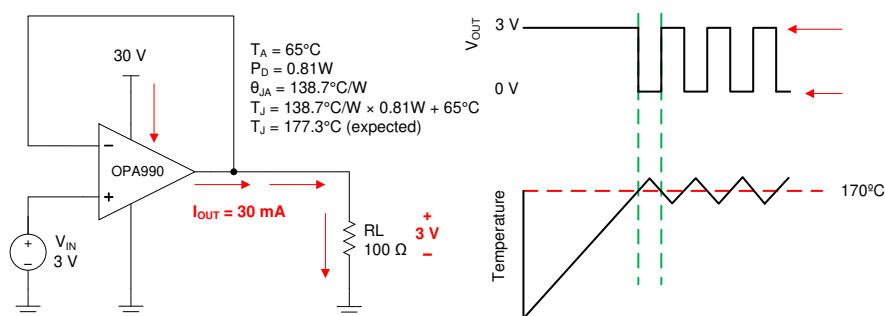 30 V
OPA990
−
+
+
−
V_IN
3 V
I_OUT = 30 mA
RL
100 Ω
+
3 V
−
T_A = 65°C
P_D = 0.81W
θ_JA = 138.7°C/W
T_J = 138.7°C/W × 0.81W + 65°C
T_J = 177.3°C (expected)
V_OUT
3 V
0 V
Temperature
170ºC